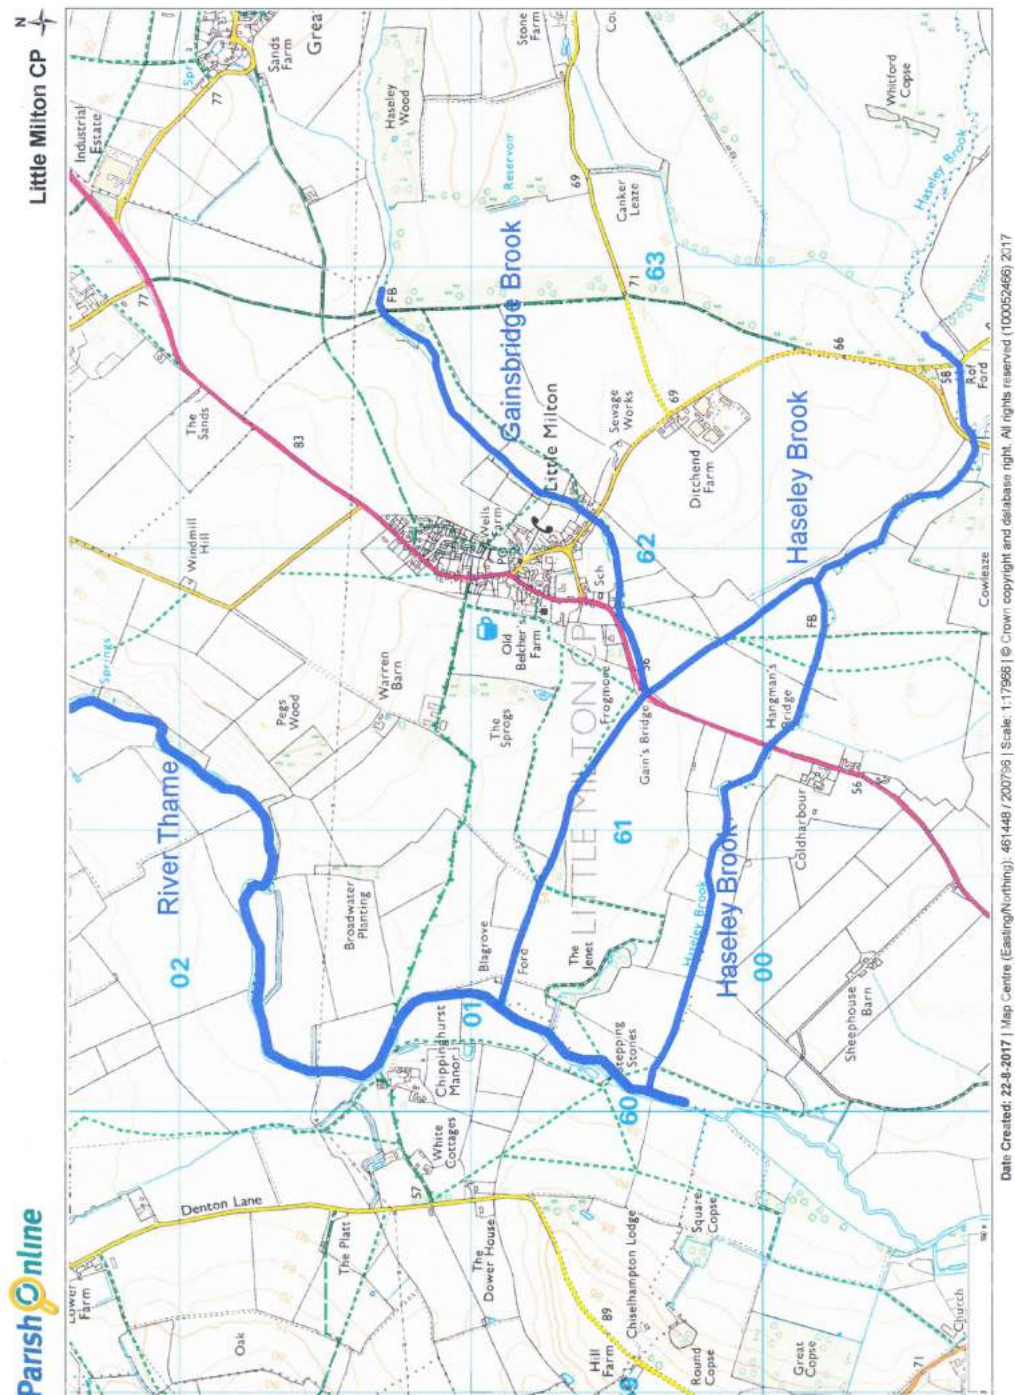 Parish Online
Little Milton CP
N
Industrial
Estate
77
Sands
Farm
Grea
Spr
Stone
Farm
Haseley
Wood
Reservoir
69
Canker
Leaze
63
71
Whitford
Copse
Haseley Brook
77
The
Sands
83
FB
Gainsbridge Brook
Little Milton
Wells
Farm
Sewage
Works
69
Ditchend
Farm
66
58
Ford
Windmill
Hill
Springs
Pegs
Wood
Warren
Barn
Old
Belcher's
Farm
Sch
62
The
Sprogs
Frogmore
56
Gain's Bridge
LITTLE MILTON CP
Haseley Brook
FB
Hangman's
Bridge
Cowleaze
River Thame
02
Broadwater
Planting
Blagrove
Ford
61
The
Jenet
Coldharbour
56
Haseley Brook
Haseley Brook
00
Sheephouse
Barn
01
Chippinghurst
Manor
Stepping
Stones
60
White
Cottages
57
Denton Lane
The Platt
The
Dower House
Lower
Farm
Oak
Hill
Farm
89
Chiselhampton Lodge
Square
Copse
Round
Copse
Great
Copse
Church
71
Date Created: 22-8-2017 | Map Centre (Easting/Northing): 461448 / 200796 | Scale: 1:17966 | © Crown copyright and database right. All rights reserved (100052466) 2017